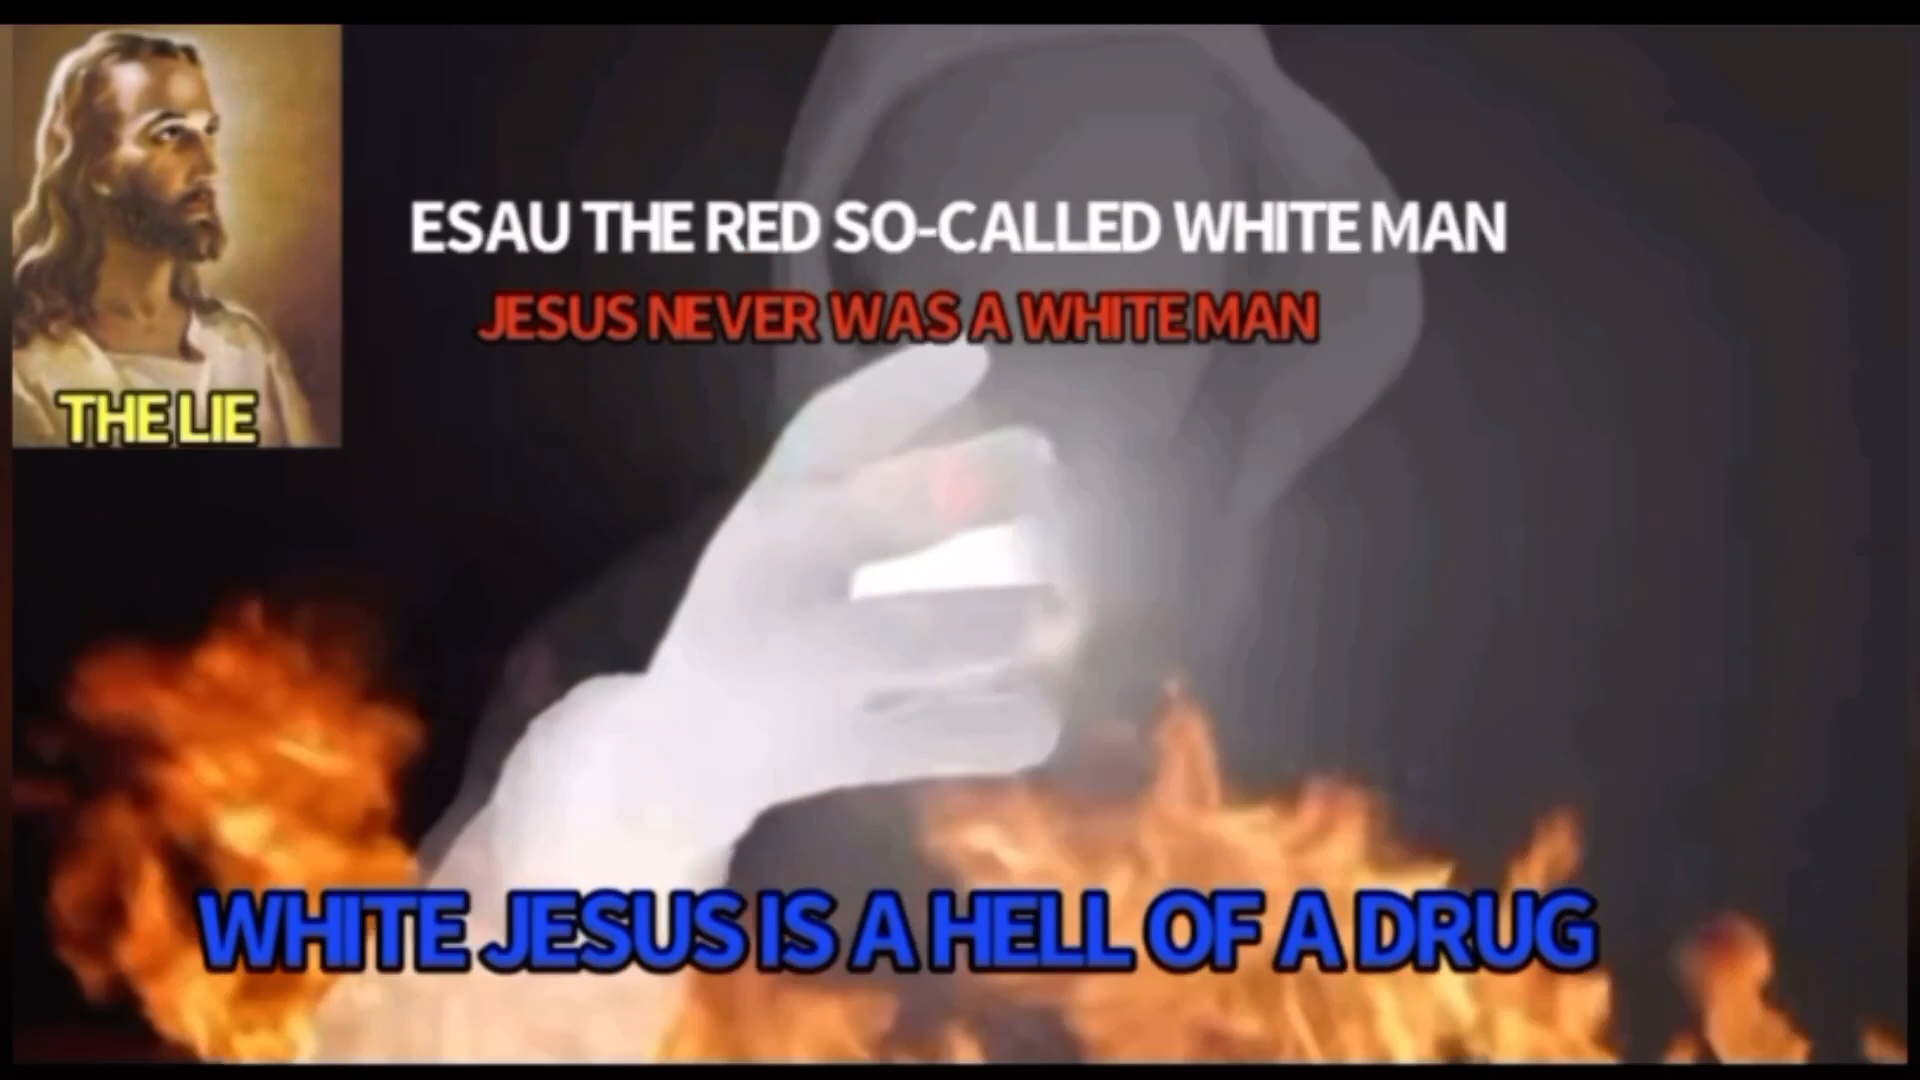 ESAU THE RED SO-CALLED WHITE MAN
JESUS NEVER WAS A WHITE MAN
THE LIE
WHITE JESUS IS A HELL OF A DRUG